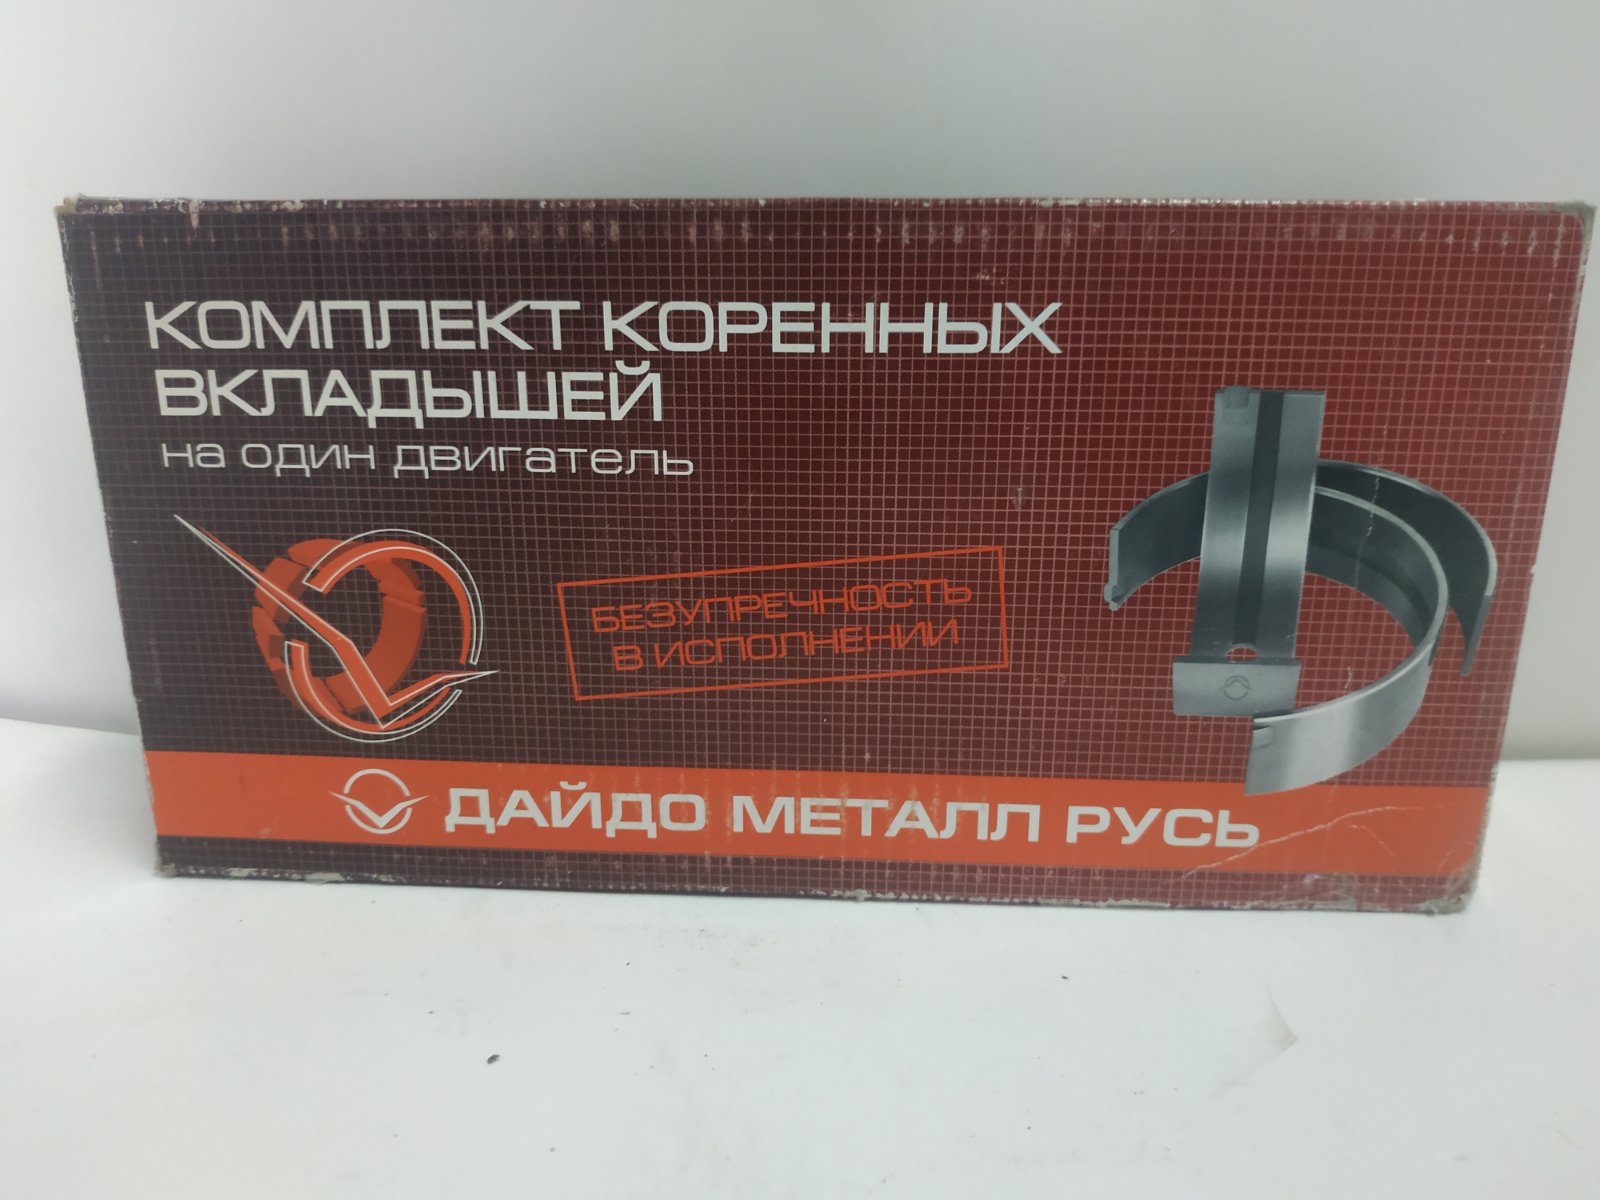 КОМПЛЕКТ КОРЕННЫХ
ВКЛАДЫШЕЙ
на один двигатель
БЕЗУПРЕЧНОСТЬ
В ИСПОЛНЕНИИ
ДАЙДО МЕТАЛЛ РУСЬ